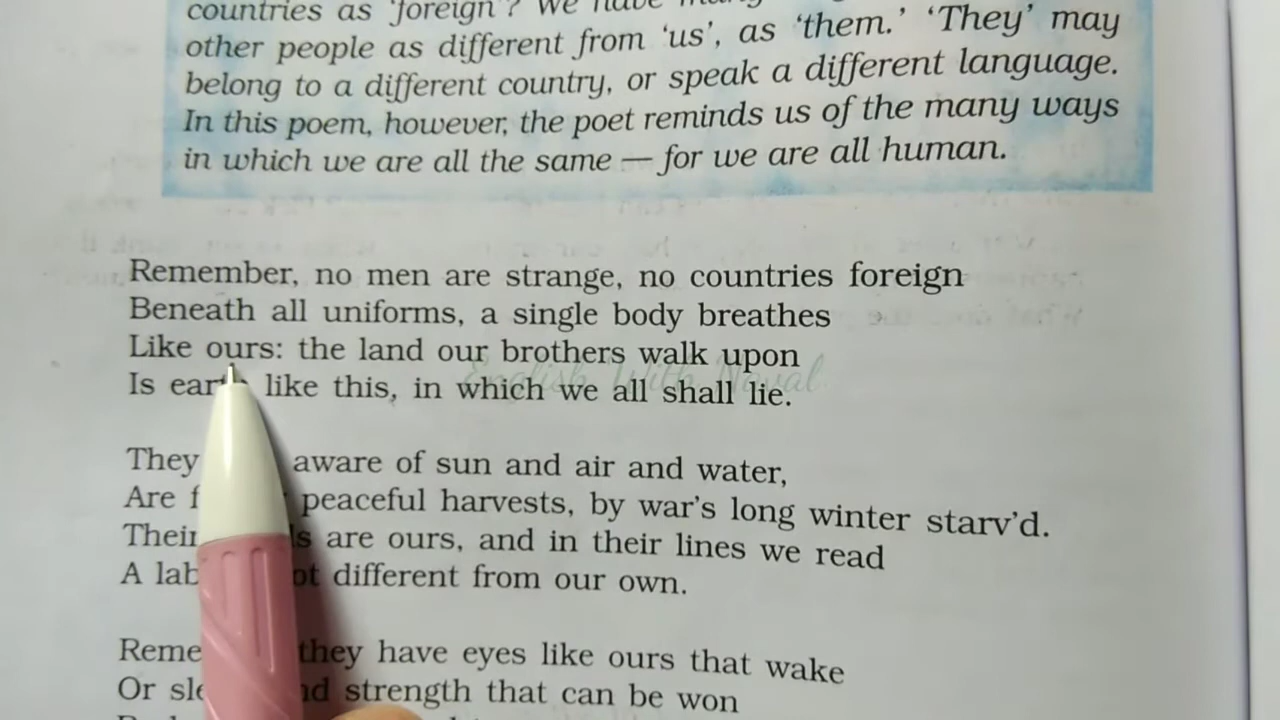 countries as 'foreign'? We have
other people as different from 'us', as 'them.' 'They' may
belong to a different country, or speak a different language.
In this poem, however, the poet reminds us of the many ways
in which we are all the same — for we are all human.
Remember, no men are strange, no countries foreign
Beneath all uniforms, a single body breathes
Like ours: the land our brothers walk upon
English With Nawal
Is earth like this, in which we all shall lie.
They aware of sun and air and water,
Are peaceful harvests, by war's long winter starv'd.
Their are ours, and in their lines we read
A different from our own.
they have eyes like ours that wake
Or strength that can be won